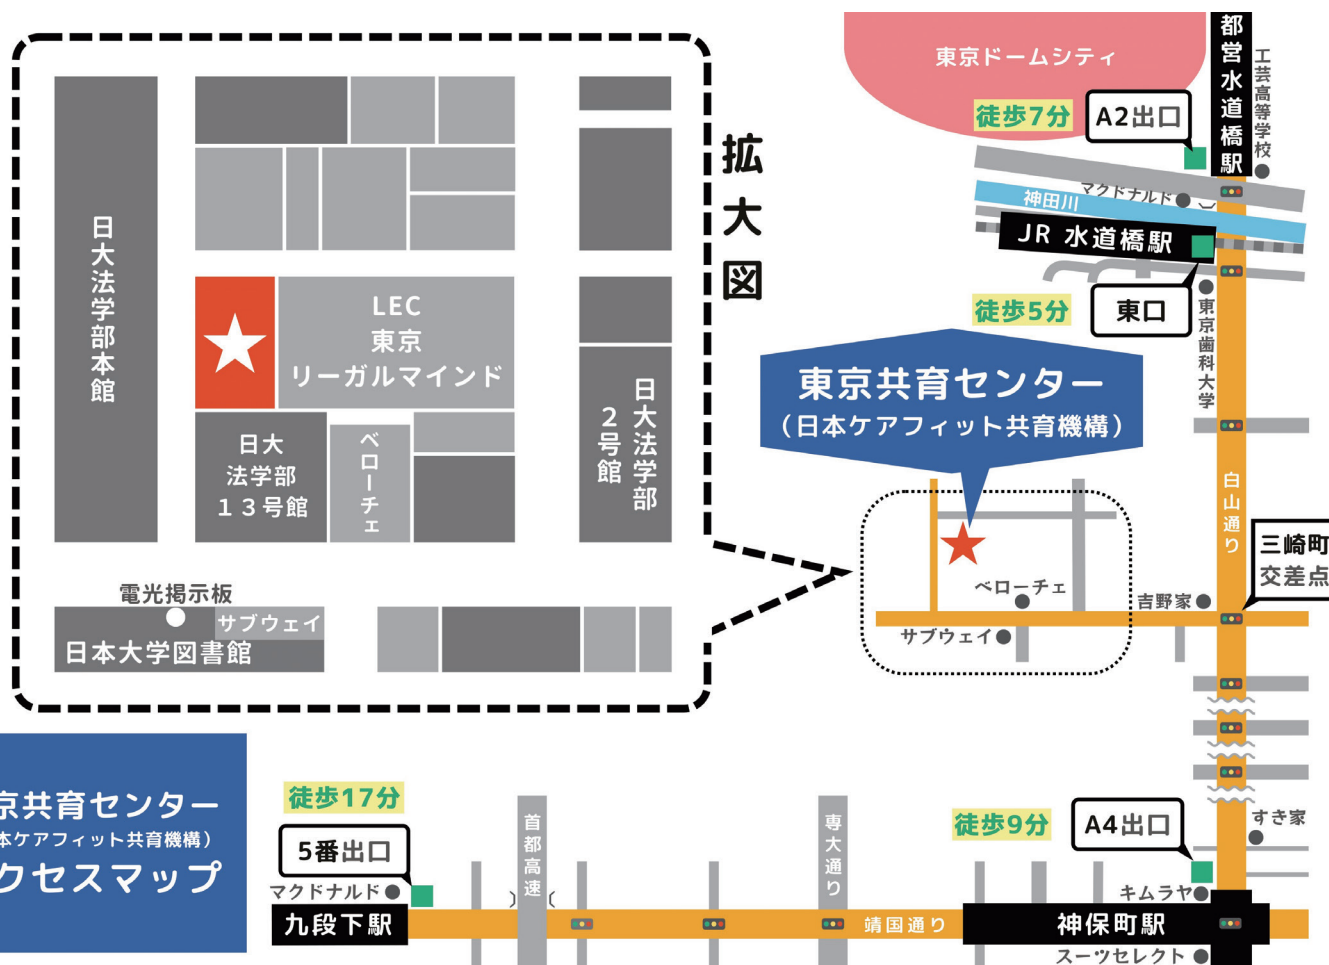 拡大図
日大法学部本館
LEC
東京
リーガルマインド
日大
法学部
13号館
ベローチェ
日大法学部
2号館
電光掲示板
サブウェイ
日本大学図書館
東京ドームシティ
都営水道橋駅
工芸高等学校
徒歩7分
A2出口
マクドナルド
神田川
JR 水道橋駅
徒歩5分
東口
東京歯科大学
東京共育センター
（日本ケアフィット共育機構）
白山通り
三崎町
交差点
ベローチェ
吉野家
サブウェイ
京共育センター
本ケアフィット共育機構）
クセスマップ
徒歩17分
5番出口
マクドナルド
九段下駅
首都高速
専大通り
靖国通り
徒歩9分
A4出口
すき家
キムラヤ
神保町駅
スーツセレクト